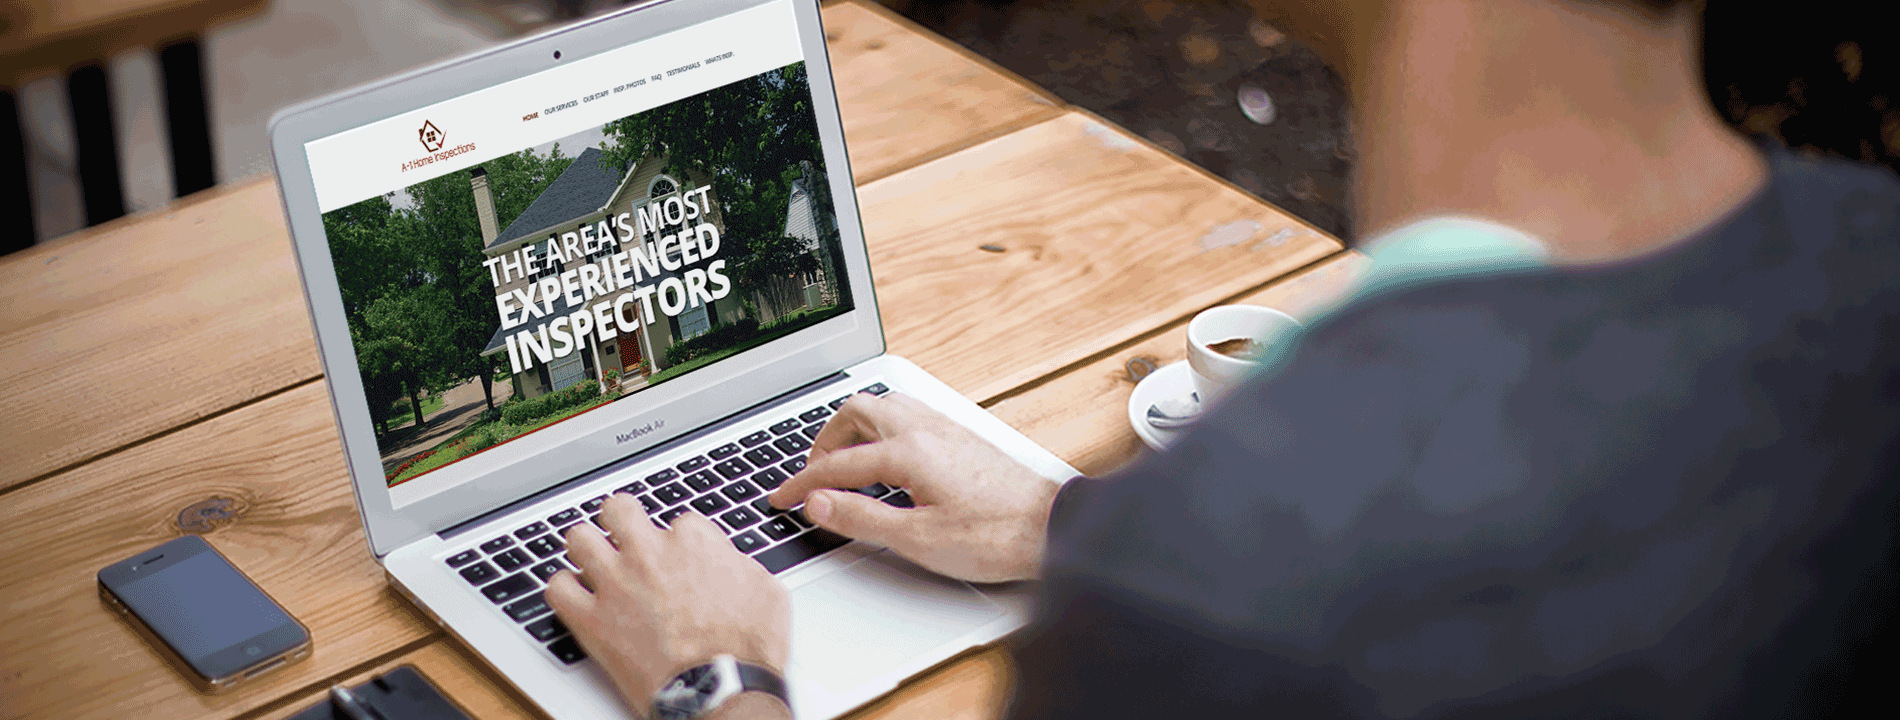 HOME OUR SERVICES OUR STAFF INSP. PHOTOS FAQ TESTIMONIALS WHATS INSP.
A-1 Home Inspections
THE AREA'S MOST
EXPERIENCED
INSPECTORS
MacBook Air